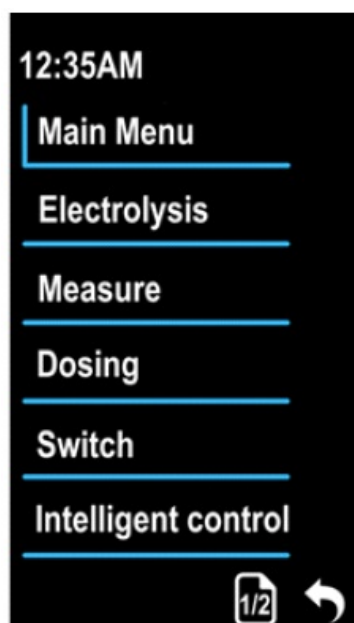 12:35AM
Main Menu
Electrolysis
Measure
Dosing
Switch
Intelligent control
1/2